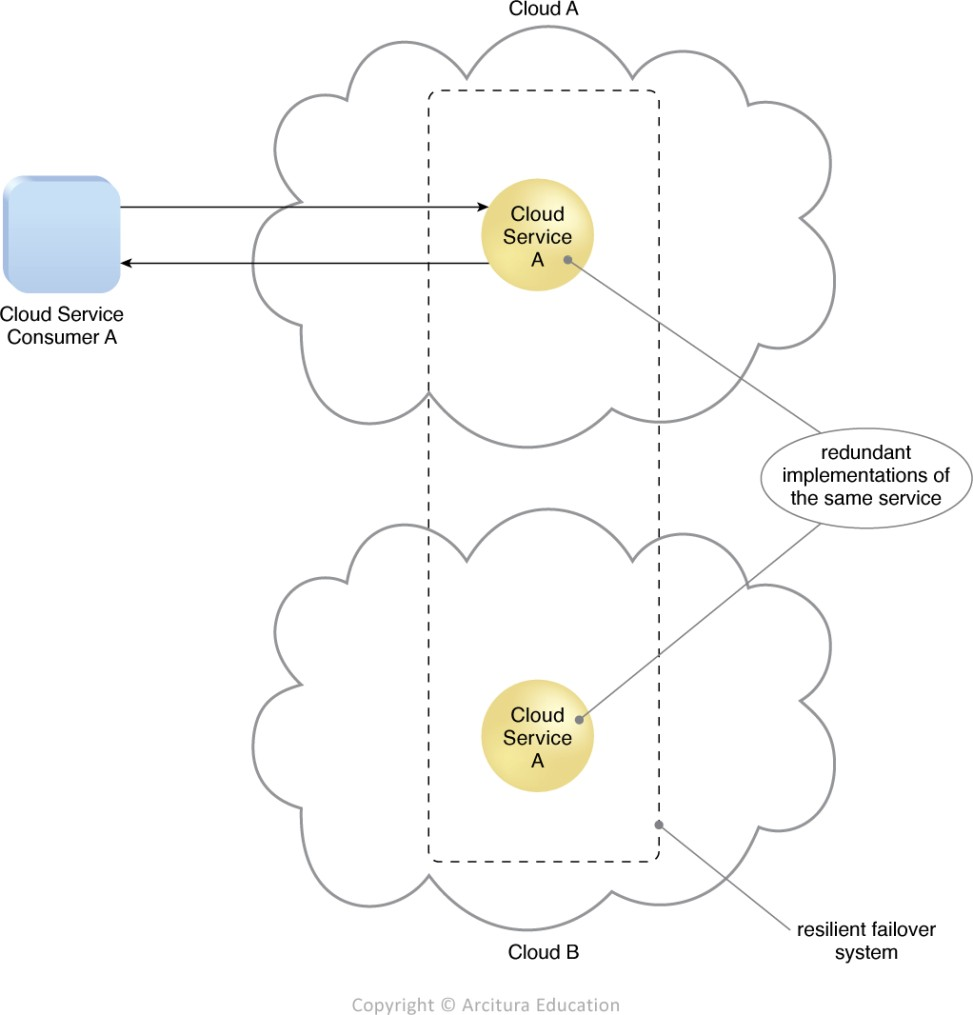 Cloud A
Cloud
Service
A
Cloud Service
Consumer A
redundant
implementations of
the same service
Cloud
Service
A
resilient failover
system
Cloud B
Copyright © Arcitura Education